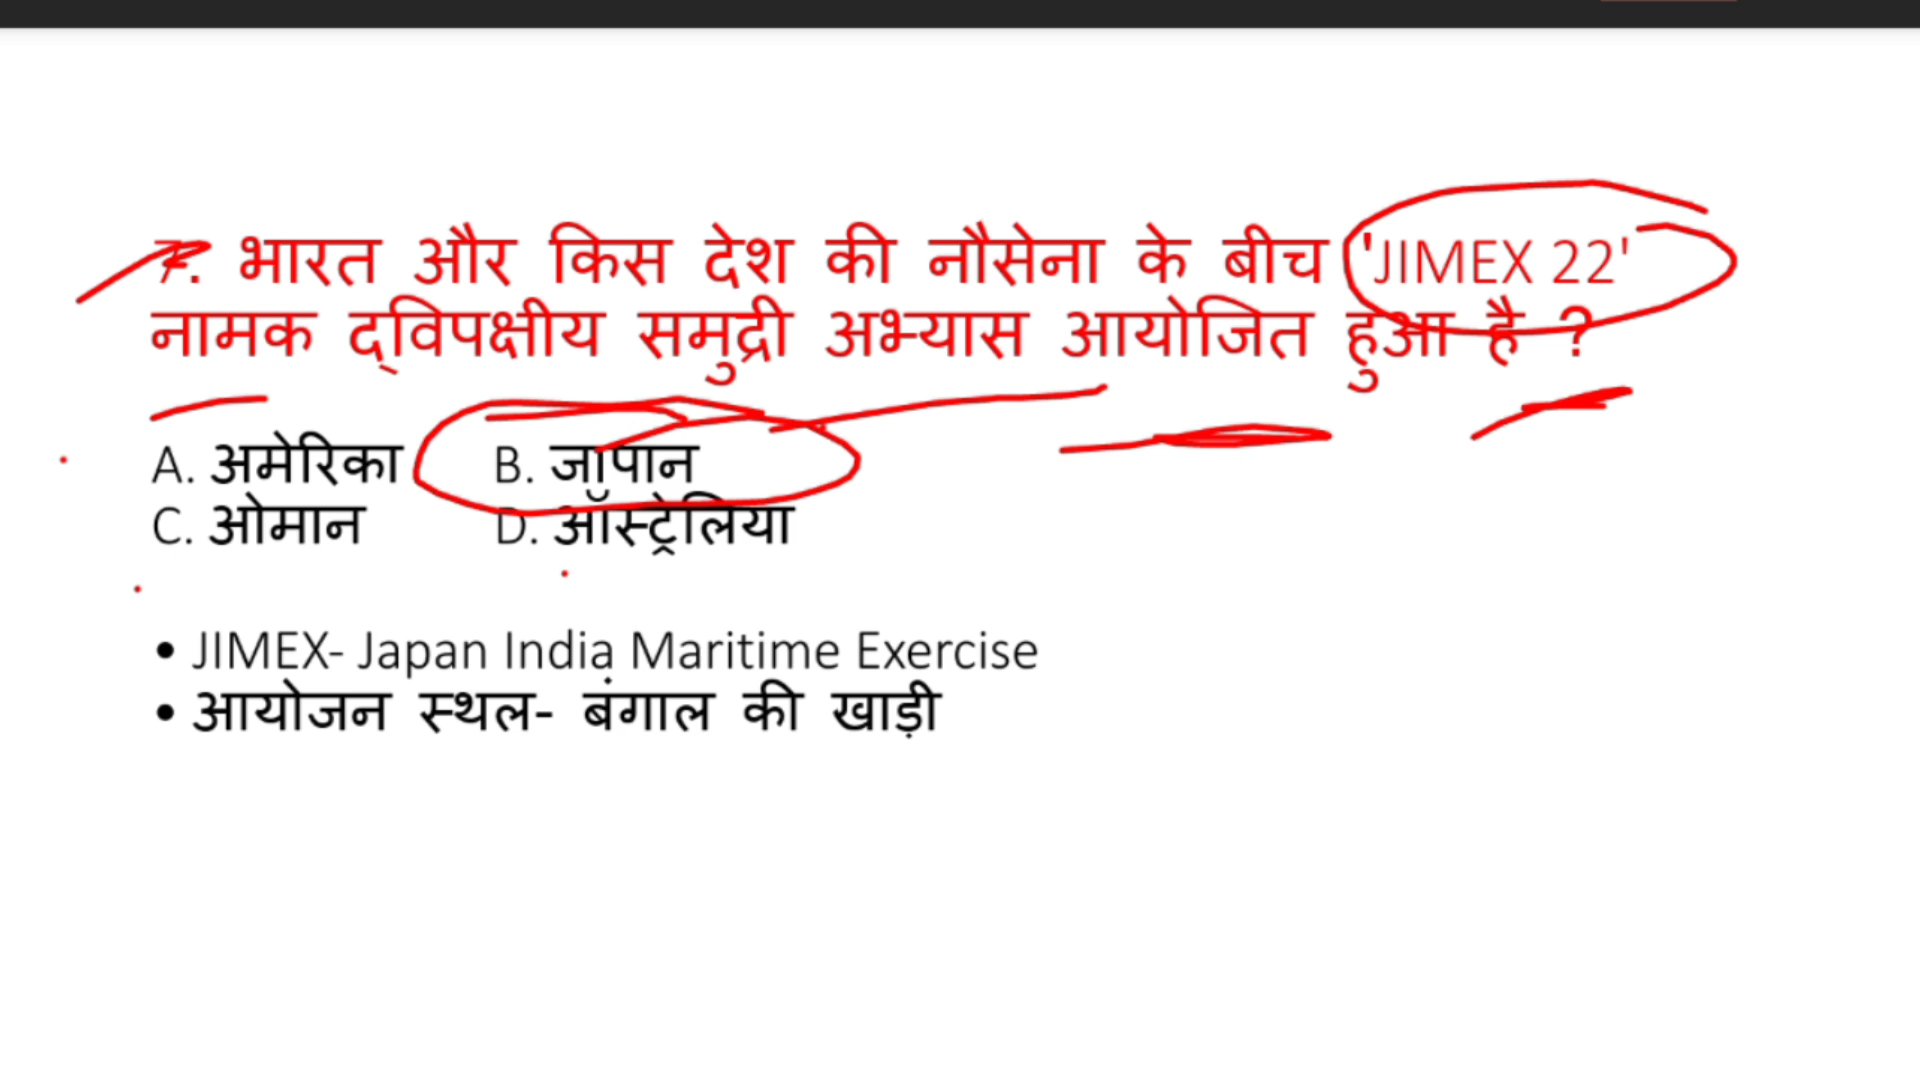 7. भारत और किस देश की नौसेना के बीच 'JIMEX 22'
नामक द्विपक्षीय समुद्री अभ्यास आयोजित हुआ है ?
A. अमेरिका B. जापान
C. ओमान D. ऑस्ट्रेलिया
• JIMEX- Japan India Maritime Exercise
• आयोजन स्थल- बंगाल की खाड़ी